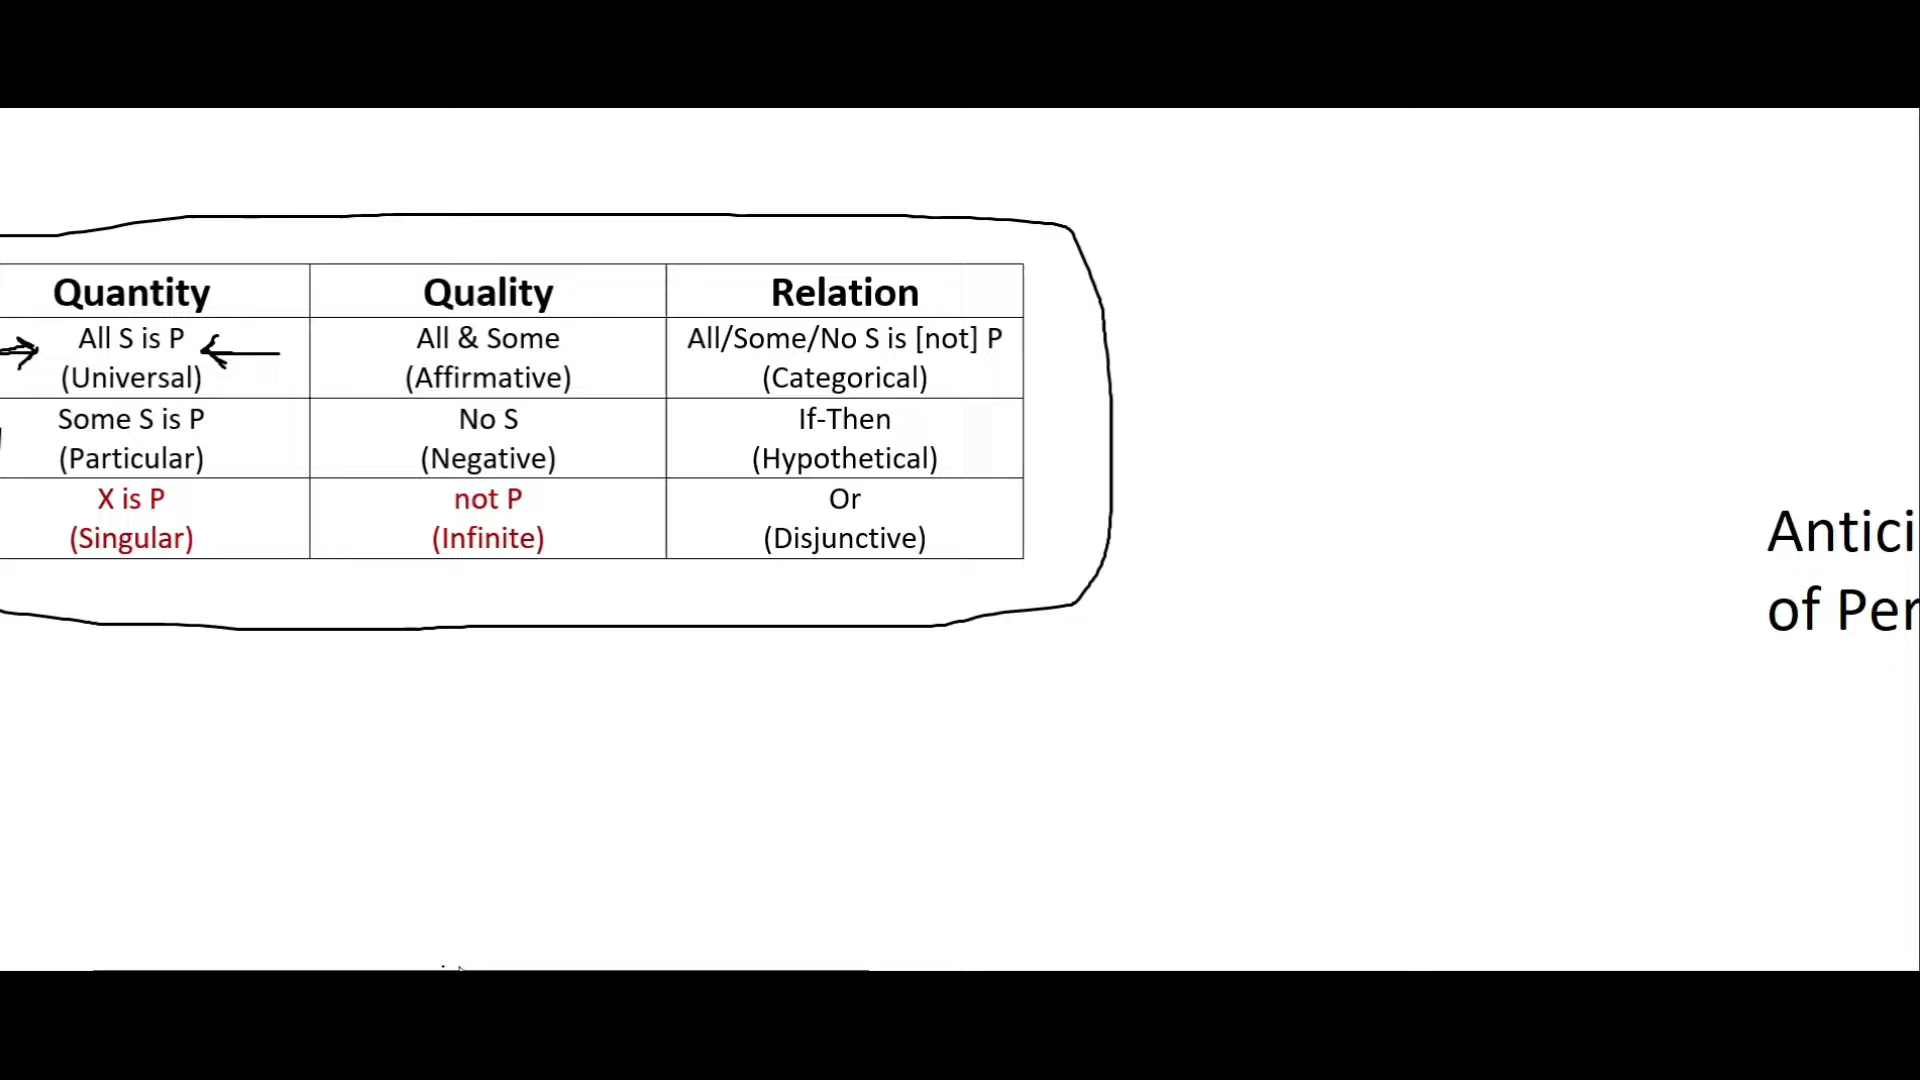 Quantity Quality Relation
All S is P All & Some All/Some/No S is [not] P
(Universal) (Affirmative) (Categorical)
Some S is P No S If-Then
(Particular) (Negative) (Hypothetical)
X is P not P Or
(Singular) (Infinite) (Disjunctive)
Antici
of Per